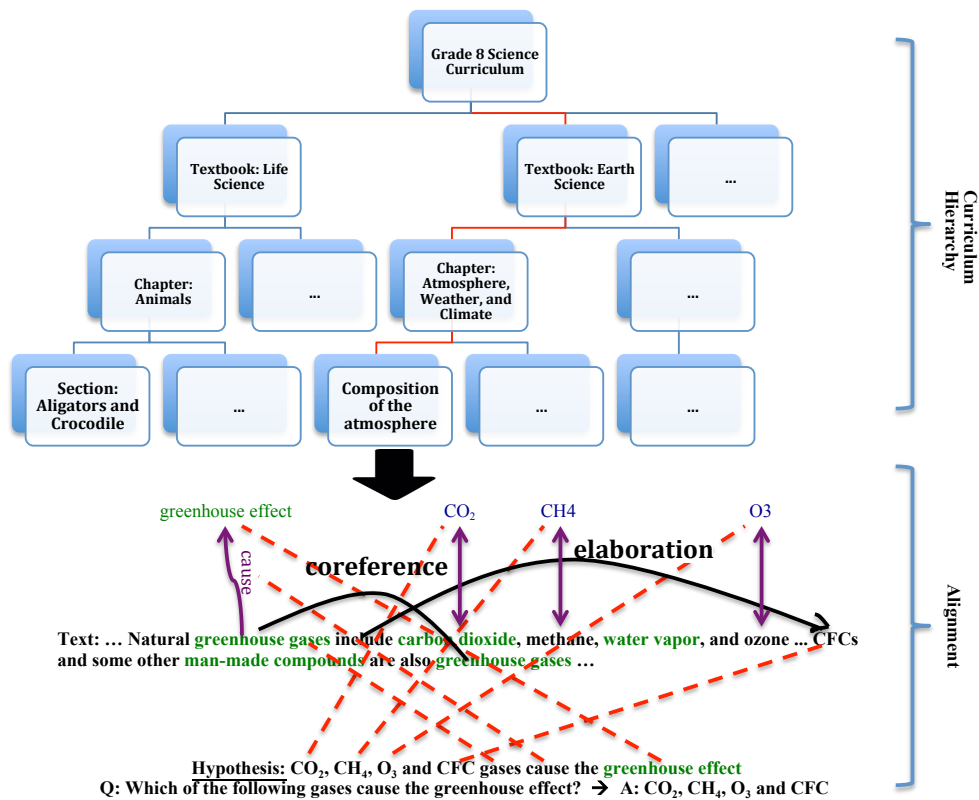 Grade 8 Science
Curriculum
Textbook: Life
Science
Textbook: Earth
Science
...
Chapter:
Animals
...
Chapter:
Atmosphere,
Weather, and
Climate
...
Section:
Aligators and
Crocodile
...
Composition
of the
atmosphere
...
...
Curriculum
Hierarchy
greenhouse effect
CO₂
CH4
O3
cause
coreference
elaboration
Text: ... Natural greenhouse gases include carbon dioxide, methane, water vapor, and ozone ... CFCs
and some other man-made compounds are also greenhouse gases ...
Alignment
Hypothesis: CO₂, CH₄, O₃ and CFC gases cause the greenhouse effect
Q: Which of the following gases cause the greenhouse effect? → A: CO₂, CH₄, O₃ and CFC